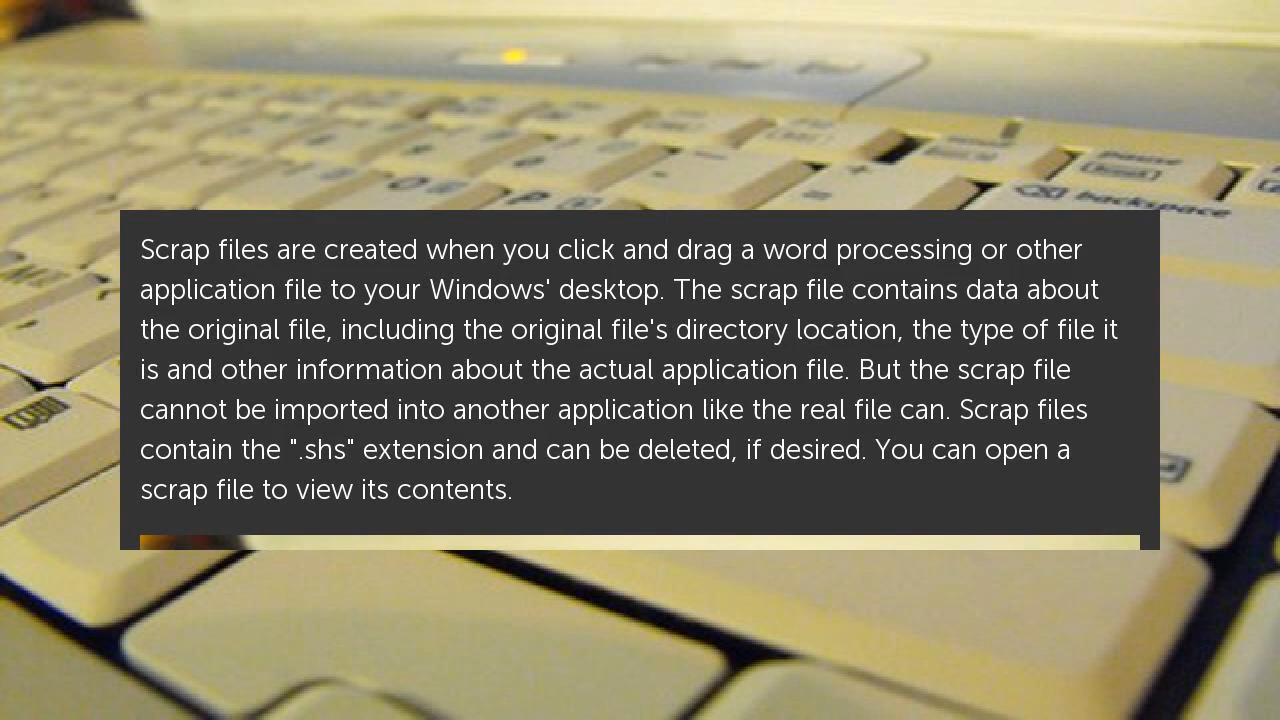 pause
backspace
Scrap files are created when you click and drag a word processing or other
application file to your Windows' desktop. The scrap file contains data about
the original file, including the original file's directory location, the type of file it
is and other information about the actual application file. But the scrap file
cannot be imported into another application like the real file can. Scrap files
contain the ".shs" extension and can be deleted, if desired. You can open a
scrap file to view its contents.